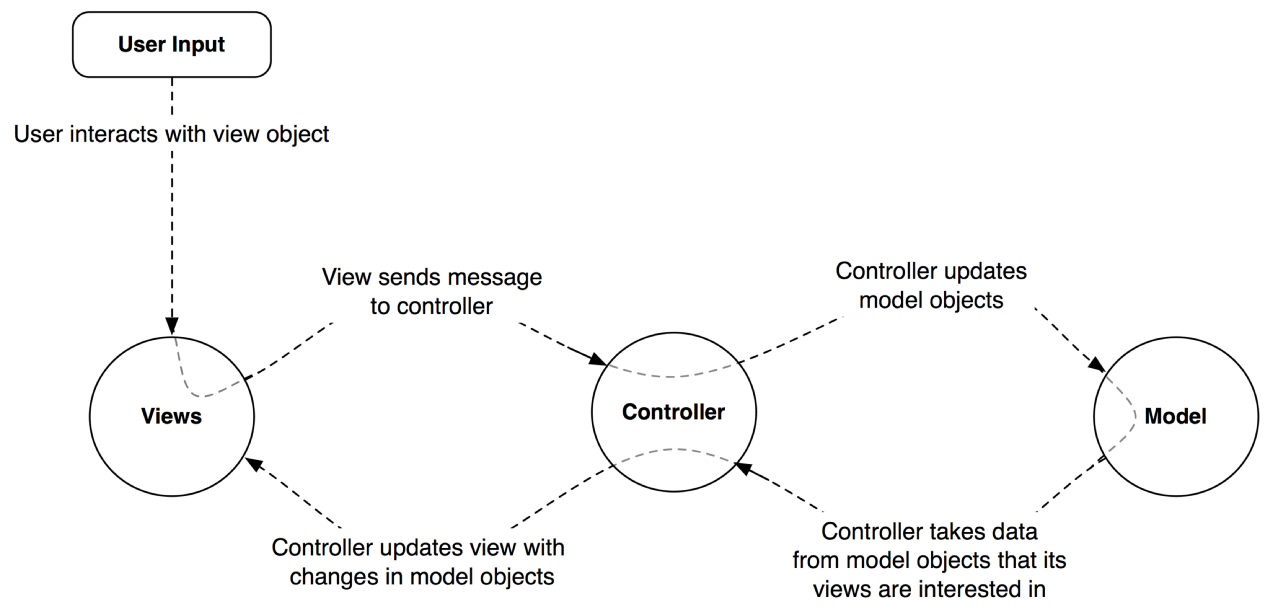 User Input
User interacts with view object
View sends message
to controller
Controller updates
model objects
Views
Controller
Model
Controller updates view with
changes in model objects
Controller takes data
from model objects that its
views are interested in